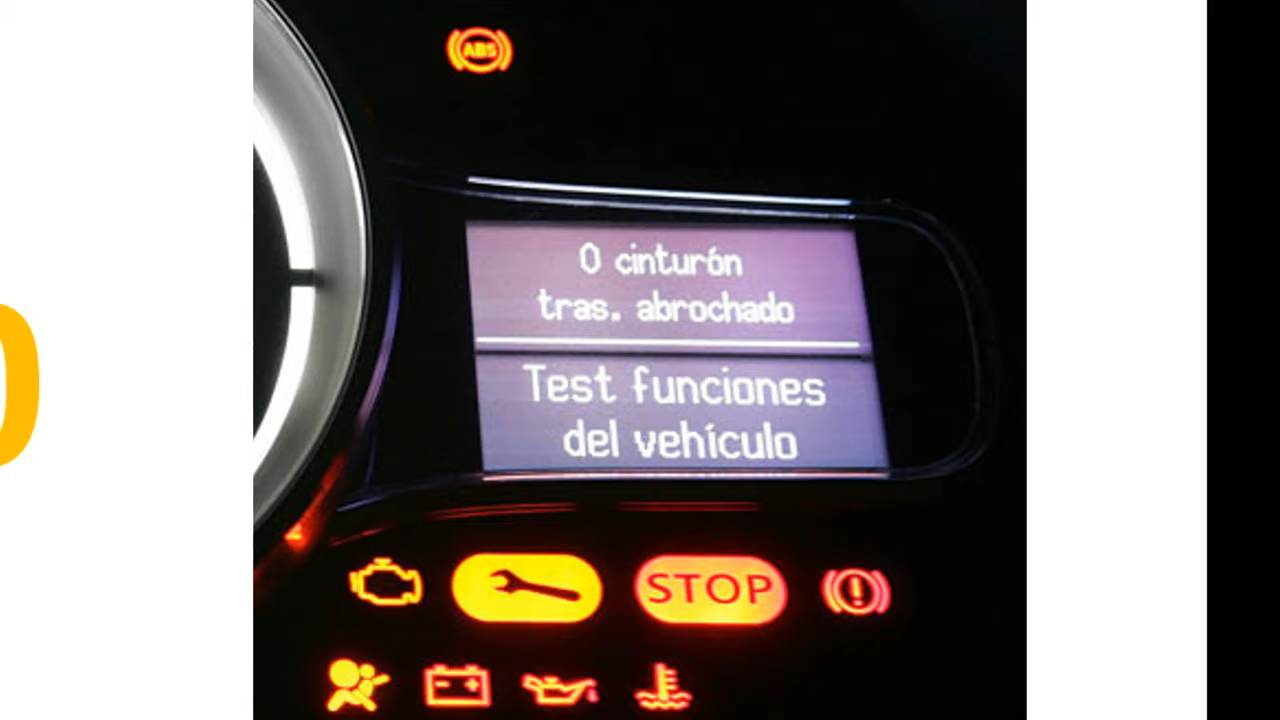 ABS
0 cinturón
tras. abrochado
Test funciones
del vehículo
STOP